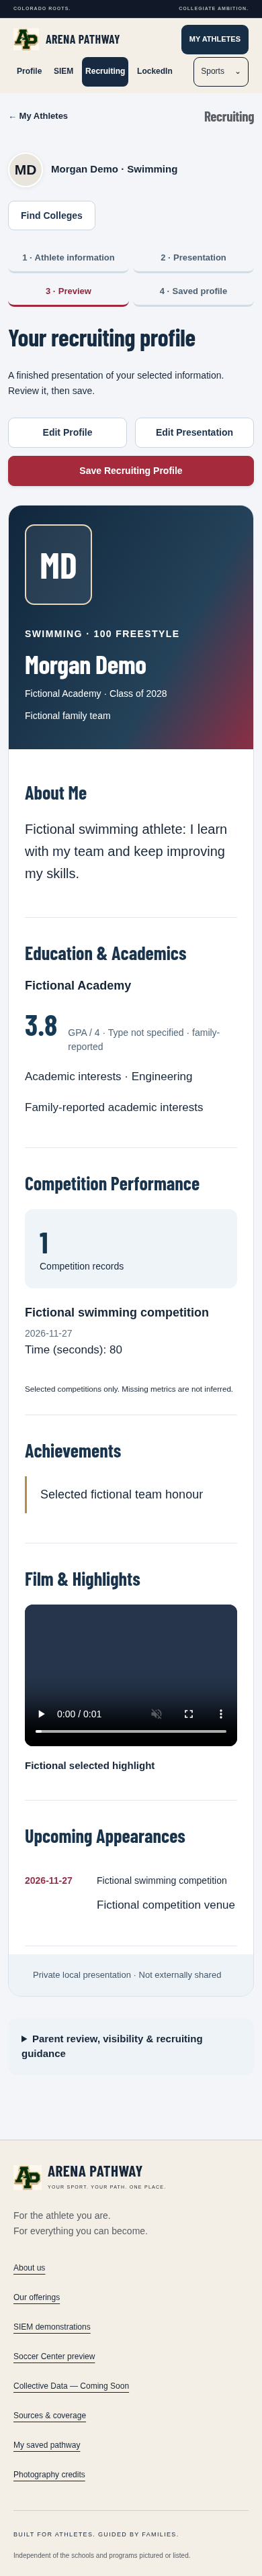 COLORADO ROOTS. COLLEGIATE AMBITION.
AP ARENA PATHWAY MY ATHLETES
Profile SIEM Recruiting LockedIn Sports
← My Athletes Recruiting
MD Morgan Demo · Swimming
Find Colleges
1 · Athlete information 2 · Presentation
3 · Preview 4 · Saved profile
Your recruiting profile
A finished presentation of your selected information.
Review it, then save.
Edit Profile Edit Presentation
Save Recruiting Profile
MD
SWIMMING · 100 FREESTYLE
Morgan Demo
Fictional Academy · Class of 2028
Fictional family team
About Me
Fictional swimming athlete: I learn
with my team and keep improving
my skills.
Education & Academics
Fictional Academy
3.8 GPA / 4 · Type not specified · family-
reported
Academic interests · Engineering
Family-reported academic interests
Competition Performance
1
Competition records
Fictional swimming competition
2026-11-27
Time (seconds): 80
Selected competitions only. Missing metrics are not inferred.
Achievements
Selected fictional team honour
Film & Highlights
0:00 / 0:01
Fictional selected highlight
Upcoming Appearances
2026-11-27 Fictional swimming competition
Fictional competition venue
Private local presentation · Not externally shared
▶ Parent review, visibility & recruiting
guidance
AP ARENA PATHWAY
YOUR SPORT. YOUR PATH. ONE PLACE.
For the athlete you are.
For everything you can become.
About us
Our offerings
SIEM demonstrations
Soccer Center preview
Collective Data — Coming Soon
Sources & coverage
My saved pathway
Photography credits
BUILT FOR ATHLETES. GUIDED BY FAMILIES.
Independent of the schools and programs pictured or listed.